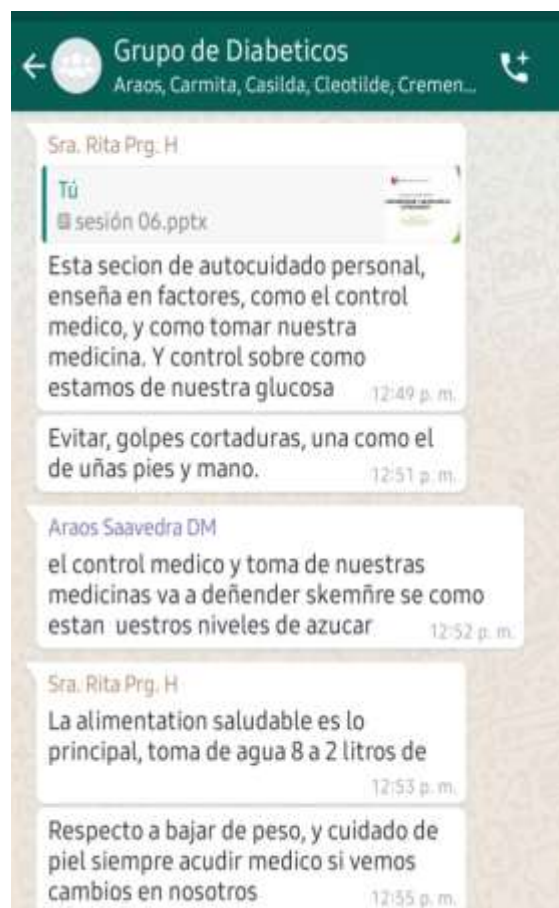 Grupo de Diabeticos
Araos, Carmita, Casilda, Cleotilde, Cremen...
Sra. Rita Prg. H
Tú
sesión 06.pptx
Esta secion de autocuidado personal,
enseña en factores, como el control
medico, y como tomar nuestra
medicina. Y control sobre como
estamos de nuestra glucosa
12:49 p. m.
Evitar, golpes cortaduras, una como el
de uñas pies y mano.
12:51 p. m.
Araos Saavedra DM
el control medico y toma de nuestras
medicinas va a deñender skemñre se como
estan uestros niveles de azucar
12:52 p. m.
Sra. Rita Prg. H
La alimentation saludable es lo
principal, toma de agua 8 a 2 litros de
12:53 p. m.
Respecto a bajar de peso, y cuidado de
piel siempre acudir medico si vemos
cambios en nosotros
12:55 p. m.